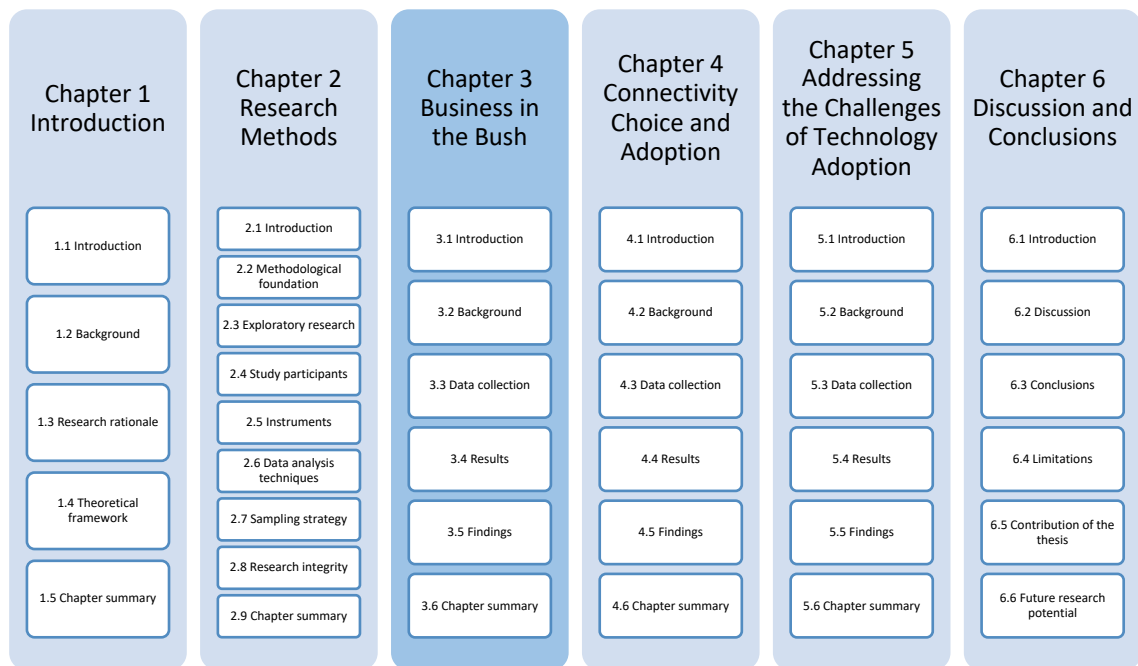 Chapter 1
Introduction
1.1 Introduction
1.2 Background
1.3 Research rationale
1.4 Theoretical
framework
1.5 Chapter summary
Chapter 2
Research
Methods
2.1 Introduction
2.2 Methodological
foundation
2.3 Exploratory research
2.4 Study participants
2.5 Instruments
2.6 Data analysis
techniques
2.7 Sampling strategy
2.8 Research integrity
2.9 Chapter summary
Chapter 3
Business in
the Bush
3.1 Introduction
3.2 Background
3.3 Data collection
3.4 Results
3.5 Findings
3.6 Chapter summary
Chapter 4
Connectivity
Choice and
Adoption
4.1 Introduction
4.2 Background
4.3 Data collection
4.4 Results
4.5 Findings
4.6 Chapter summary
Chapter 5
Addressing
the Challenges
of Technology
Adoption
5.1 Introduction
5.2 Background
5.3 Data collection
5.4 Results
5.5 Findings
5.6 Chapter summary
Chapter 6
Discussion and
Conclusions
6.1 Introduction
6.2 Discussion
6.3 Conclusions
6.4 Limitations
6.5 Contribution of the
thesis
6.6 Future research
potential